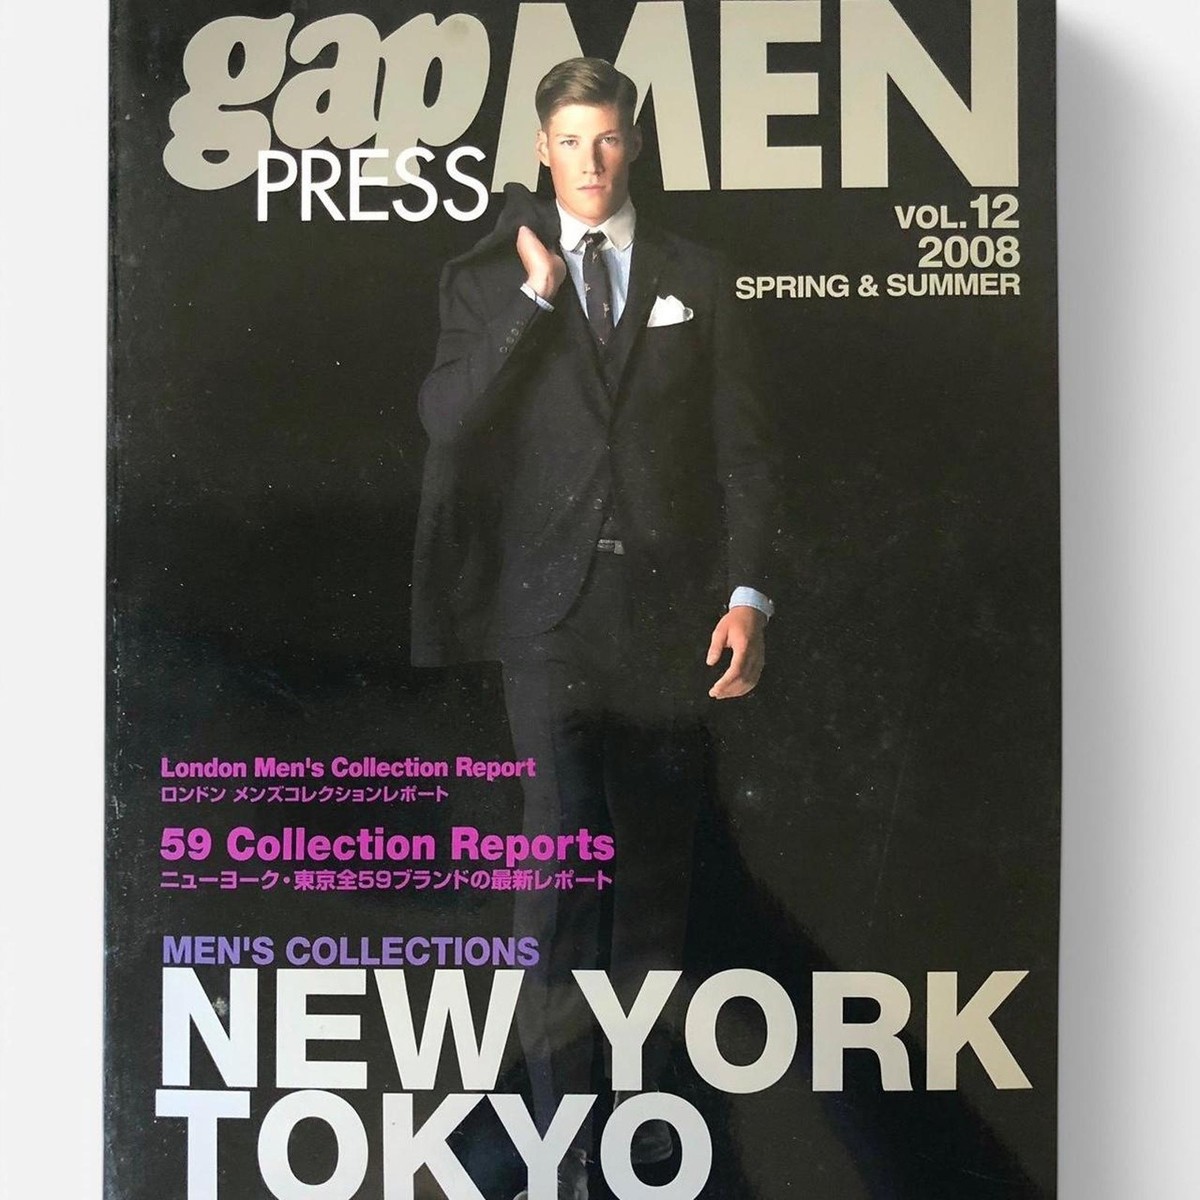 gap MEN
PRESS
VOL.12
2008
SPRING & SUMMER
London Men's Collection Report
ロンドン メンズコレクションレポート
59 Collection Reports
ニューヨーク・東京全59ブランドの最新レポート
MEN'S COLLECTIONS
NEW YORK
TOKYO